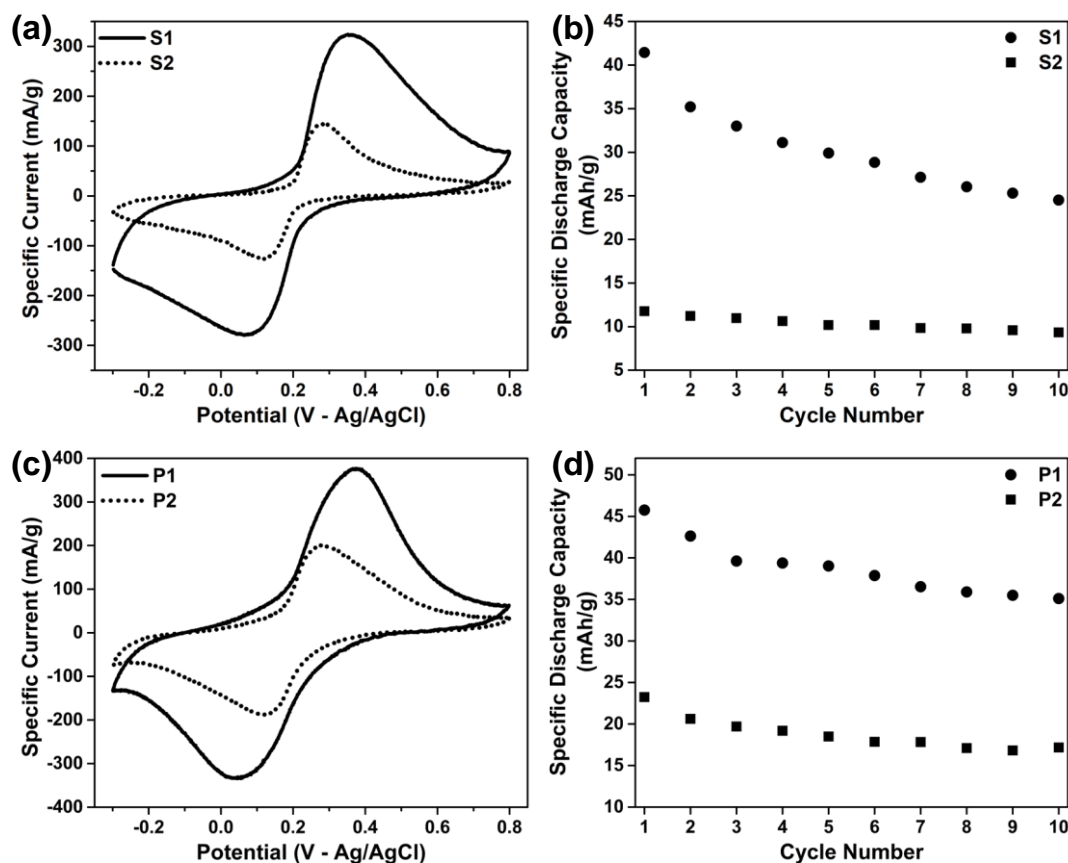 (a)
S1
S2
Specific Current (mA/g)
300
200
100
0
-100
-200
-300
-0.2 0.0 0.2 0.4 0.6 0.8
Potential (V - Ag/AgCl)
(b)
S1
S2
Specific Discharge Capacity
(mAh/g)
45
40
35
30
25
20
15
10
5
1 2 3 4 5 6 7 8 9 10
Cycle Number
(c)
P1
P2
Specific Current (mA/g)
400
300
200
100
0
-100
-200
-300
-400
-0.2 0.0 0.2 0.4 0.6 0.8
Potential (V - Ag/AgCl)
(d)
P1
P2
Specific Discharge Capacity
(mAh/g)
50
45
40
35
30
25
20
15
10
1 2 3 4 5 6 7 8 9 10
Cycle Number